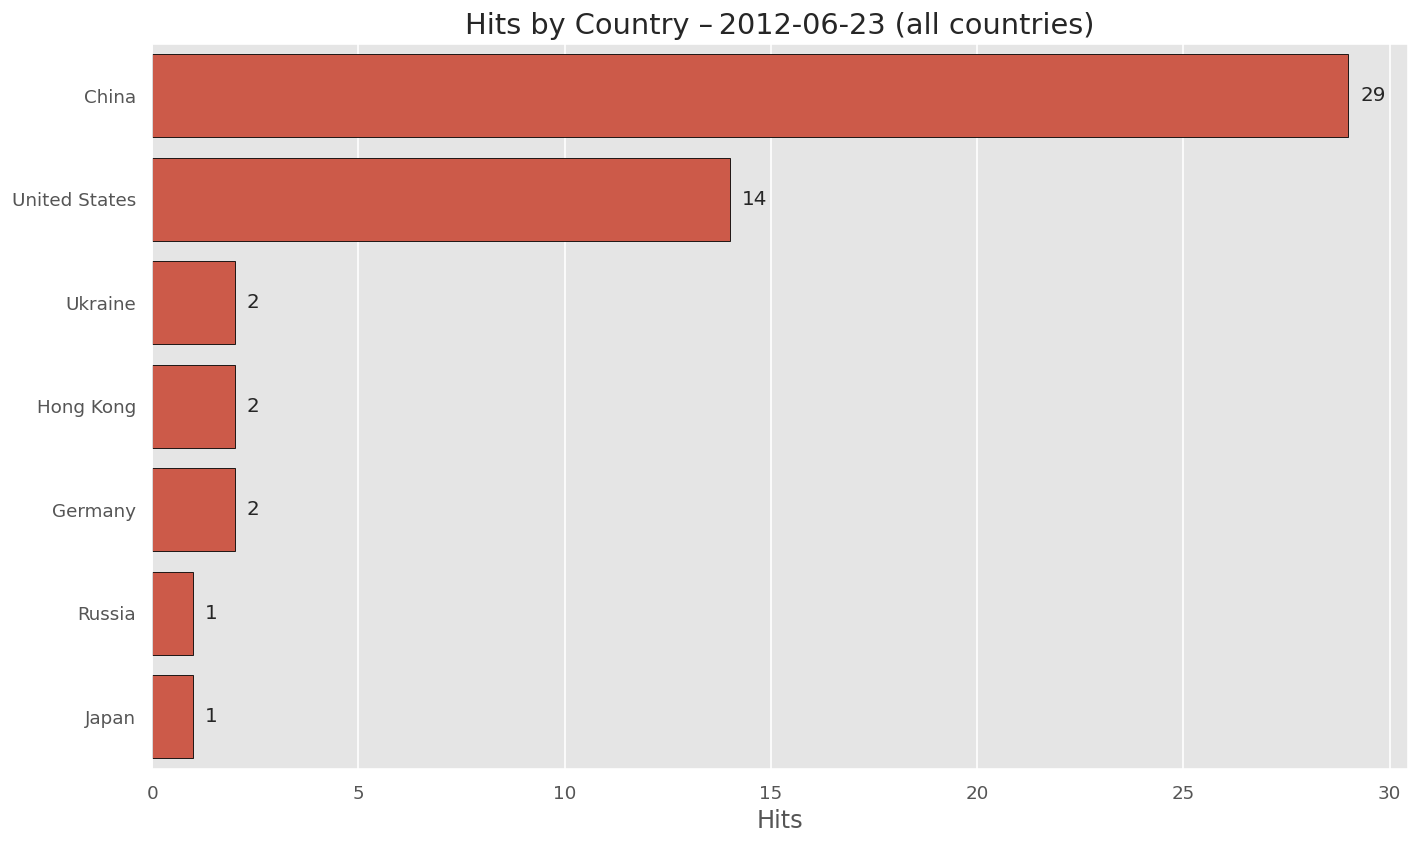 Hits by Country – 2012-06-23 (all countries)
China 29
United States 14
Ukraine 2
Hong Kong 2
Germany 2
Russia 1
Japan 1
0 5 10 15 20 25 30
Hits